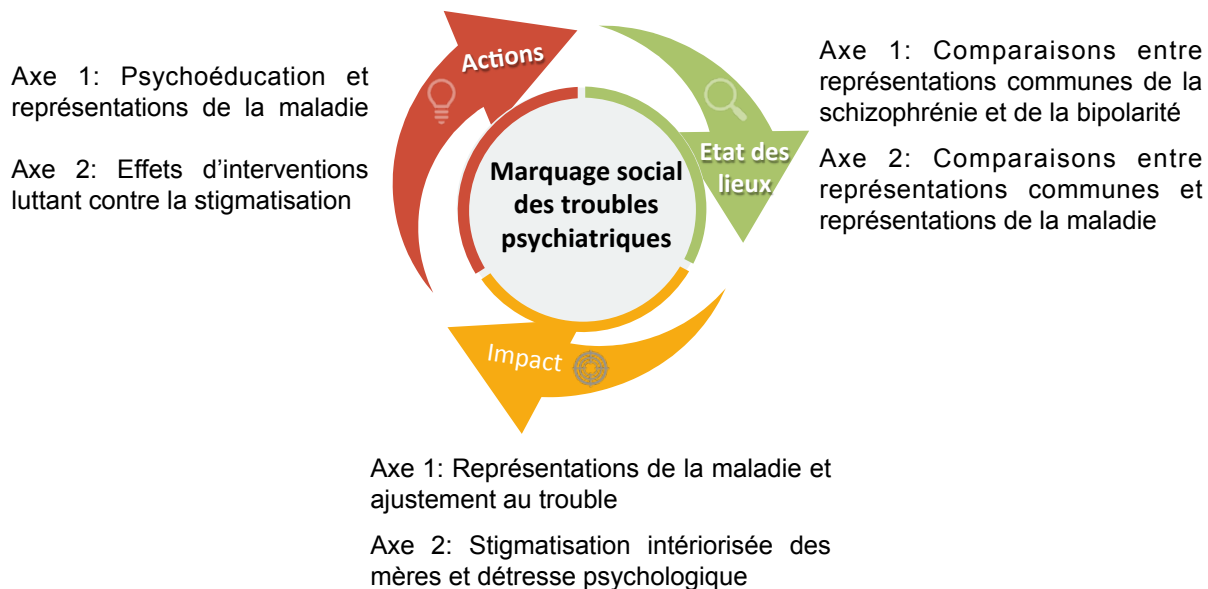 Actions
Axe 1: Psychoéducation et
représentations de la maladie
Axe 2: Effets d'interventions
luttant contre la stigmatisation
Marquage social
des troubles
psychiatriques
Etat des
lieux
Axe 1: Comparaisons entre
représentations communes de la
schizophrénie et de la bipolarité
Axe 2: Comparaisons entre
représentations communes et
représentations de la maladie
Impact
Axe 1: Représentations de la maladie et
ajustement au trouble
Axe 2: Stigmatisation intériorisée des
mères et détresse psychologique